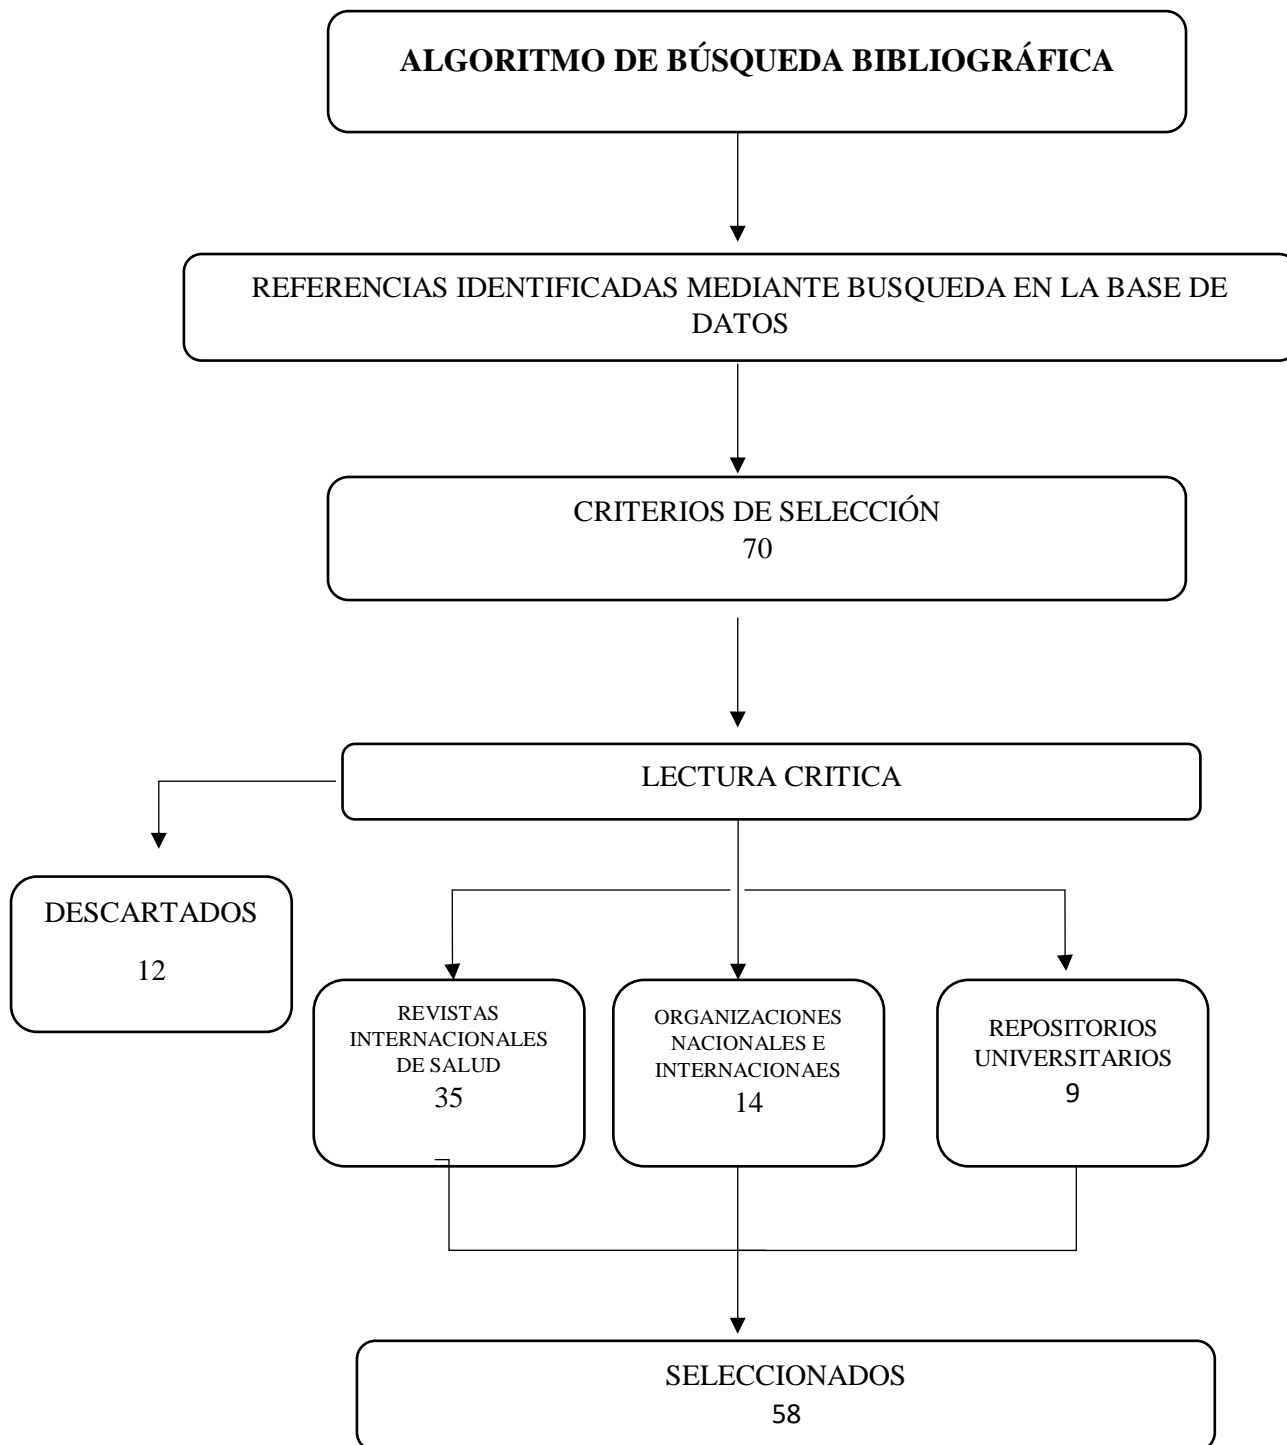 ALGORITMO DE BÚSQUEDA BIBLIOGRÁFICA
REFERENCIAS IDENTIFICADAS MEDIANTE BUSQUEDA EN LA BASE DE
DATOS
CRITERIOS DE SELECCIÓN
70
LECTURA CRITICA
DESCARTADOS
12
REVISTAS
INTERNACIONALES
DE SALUD
35
ORGANIZACIONES
NACIONALES E
INTERNACIONAES
14
REPOSITORIOS
UNIVERSITARIOS
9
SELECCIONADOS
58